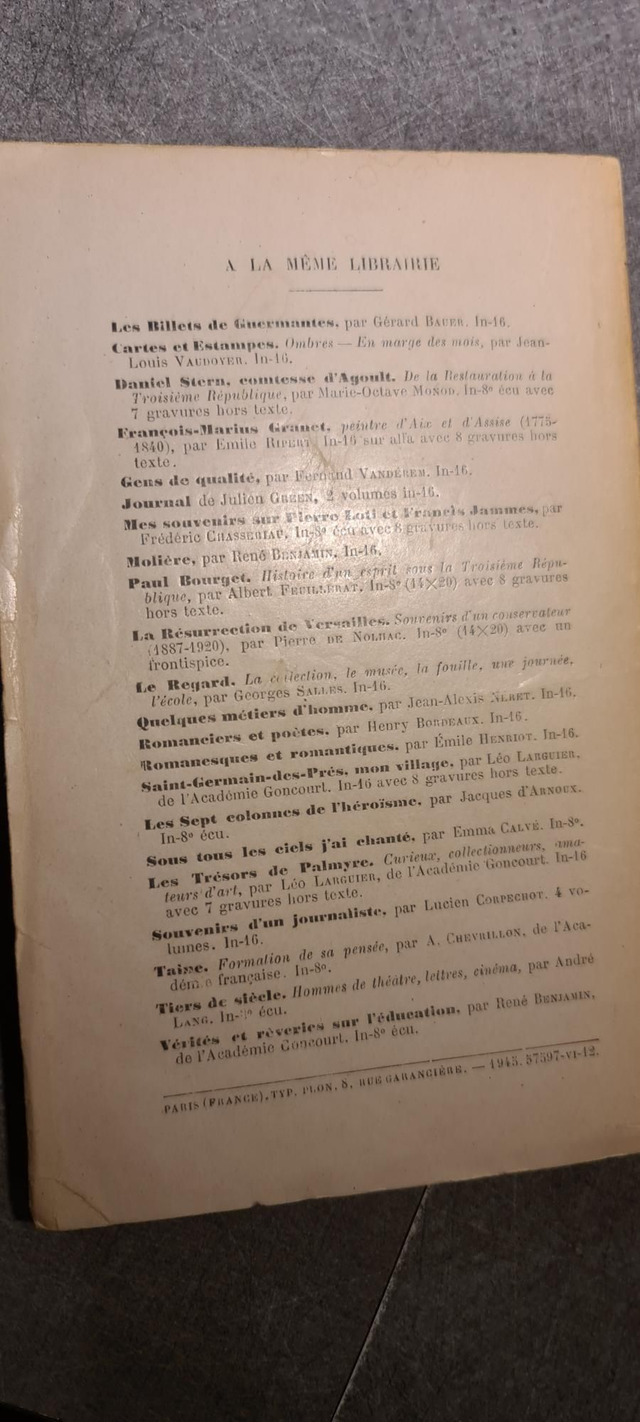 A LA MÊME LIBRAIRIE
Les Billets de Guermantes, par Gérard BAUER. In-16.
Cartes et Estampes. Ombres — En marge des mois, par Jean-
Louis VAUDOYER. In-16.
Daniel Stern, comtesse d'Agoult. De la Restauration à la
Troisième République, par Marie-Octave MONOD. In-8º écu avec
7 gravures hors texte.
François-Marius Granet, peintre d'Aix et d'Assise (1775-
1840), par Emile RIPERT. In-16 sur alfa avec 8 gravures hors
texte.
Gens de qualité, par Fernand VANDÉREM. In-16.
Journal de Julien GREEN, 2 volumes in-16.
Mes souvenirs sur Pierre Loti et Francis Jammes, par
Frédéric CHASSERIAU. In-8º écu avec 8 gravures hors texte.
Molière, par René BENJAMIN. In-16.
Paul Bourget. Histoire d'un esprit sous la Troisième Répu-
blique, par Albert FEUILLERAT. In-8º (14×20) avec 8 gravures
hors texte.
La Résurrection de Versailles. Souvenirs d'un conservateur
(1887-1920), par Pierre DE NOLHAC. In-8º (14×20) avec un
frontispice.
Le Regard. La collection, le musée, la fouille, une journée,
l'école, par Georges SALLES. In-16.
Quelques métiers d'homme, par Jean-Alexis NÉRET. In-16.
Romanciers et poètes, par Henry BORDEAUX. In-16.
Romanesques et romantiques, par Émile HENRIOT. In-16.
Saint-Germain-des-Prés, mon village, par Léo LARGUIER,
de l'Académie Goncourt. In-16 avec 8 gravures hors texte.
Les Sept colonnes de l'héroïsme, par Jacques d'ARNOUX.
In-8º écu.
Sous tous les ciels j'ai chanté, par Emma CALVÉ. In-8º.
Les Trésors de Palmyre. Curieux, collectionneurs, ama-
teurs d'art, par Léo LARGUIER, de l'Académie Goncourt. In-16
avec 7 gravures hors texte.
Souvenirs d'un journaliste, par Lucien CORPECHOT. 4 vo-
lumes. In-16.
Taine. Formation de sa pensée, par A. CHEVRILLON, de l'Aca-
démie française. In-8º.
Tiers de siècle. Hommes de théâtre, lettres, cinéma, par André
LANG. In-8º écu.
Vérités et rêveries sur l'éducation, par René BENJAMIN,
de l'Académie Goncourt. In-8º écu.
PARIS (FRANCE), TYP. PLON, 8, RUE GARANCIÈRE. — 1945. 57597-VI-12.